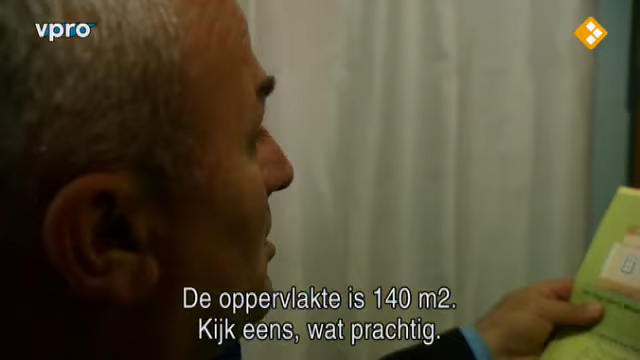 vpro
De oppervlakte is 140 m2.
Kijk eens, wat prachtig.